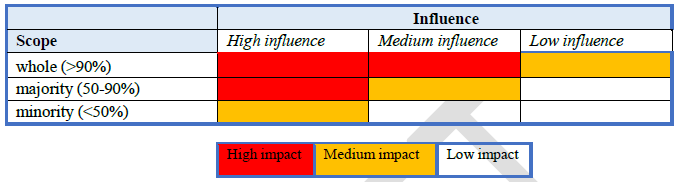 Influence
Scope High influence Medium influence Low influence
whole (>90%)
majority (50-90%)
minority (<50%)
High impact Medium impact Low impact